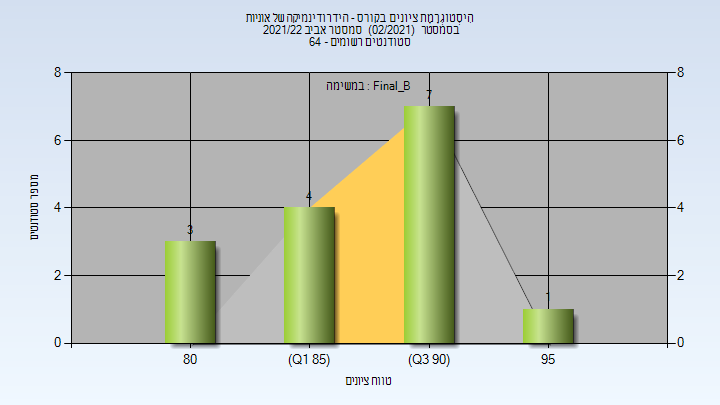 היסטוגרמת ציונים בקורס - הידרודינמיקה של אוניות
בסמסטר (02/2021) סמסטר אביב 2021/22
סטודנטים רשומים - 64
במשימה : Final_B
8
6
4
2
0
8
6
4
2
0
3
4
7
1
מספר סטודנטים
80
(Q1 85)
(Q3 90)
95
טווח ציונים